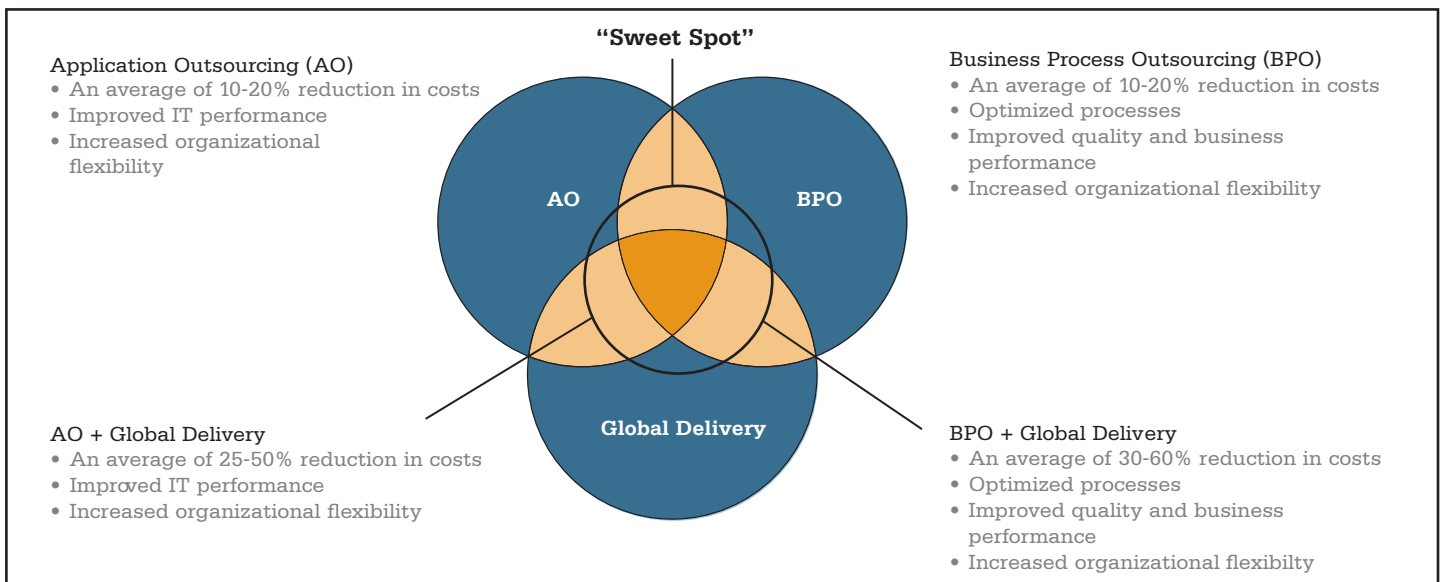 “Sweet Spot”
Application Outsourcing (AO)
• An average of 10-20% reduction in costs
• Improved IT performance
• Increased organizational
flexibility
Business Process Outsourcing (BPO)
• An average of 10-20% reduction in costs
• Optimized processes
• Improved quality and business
performance
• Increased organizational flexibility
AO
BPO
Global Delivery
AO + Global Delivery
• An average of 25-50% reduction in costs
• Improved IT performance
• Increased organizational flexibility
BPO + Global Delivery
• An average of 30-60% reduction in costs
• Optimized processes
• Improved quality and business
performance
• Increased organizational flexibilty